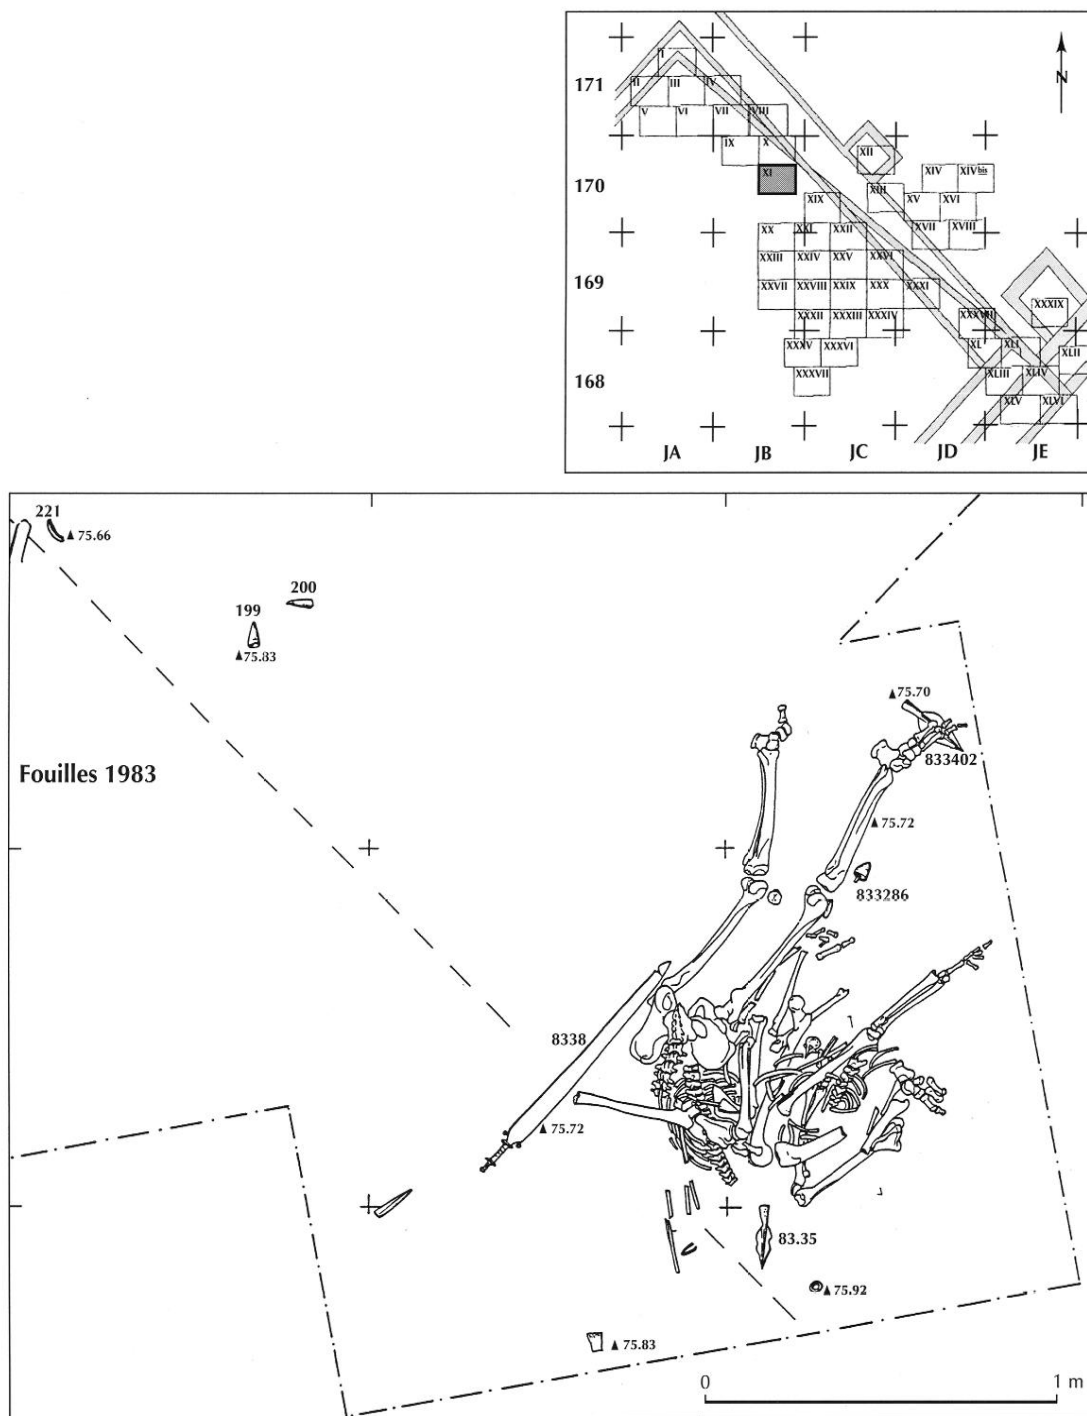 I
171
N
II III IV
V VI VII VIII
IX X XII
XI XIV XIVbis
170
XIII XV XVI
XIX
XX XXI XXII XVII XVIII
XXIII XXIV XXV XXVI
169
XXVII XXVIII XXIX XXX XXXI
XXXIX
XXXII XXXIII XXXIV XXXVIII
XXXV XXXVI XL XLI XLII
168
XXXVII XLIII XLIV
XLV XLVI
JA JB JC JD JE
221
75.66
200
199
75.83
75.70
833402
Fouilles 1983
75.72
833286
8338
75.72
83.35
75.92
75.83
0 1 m